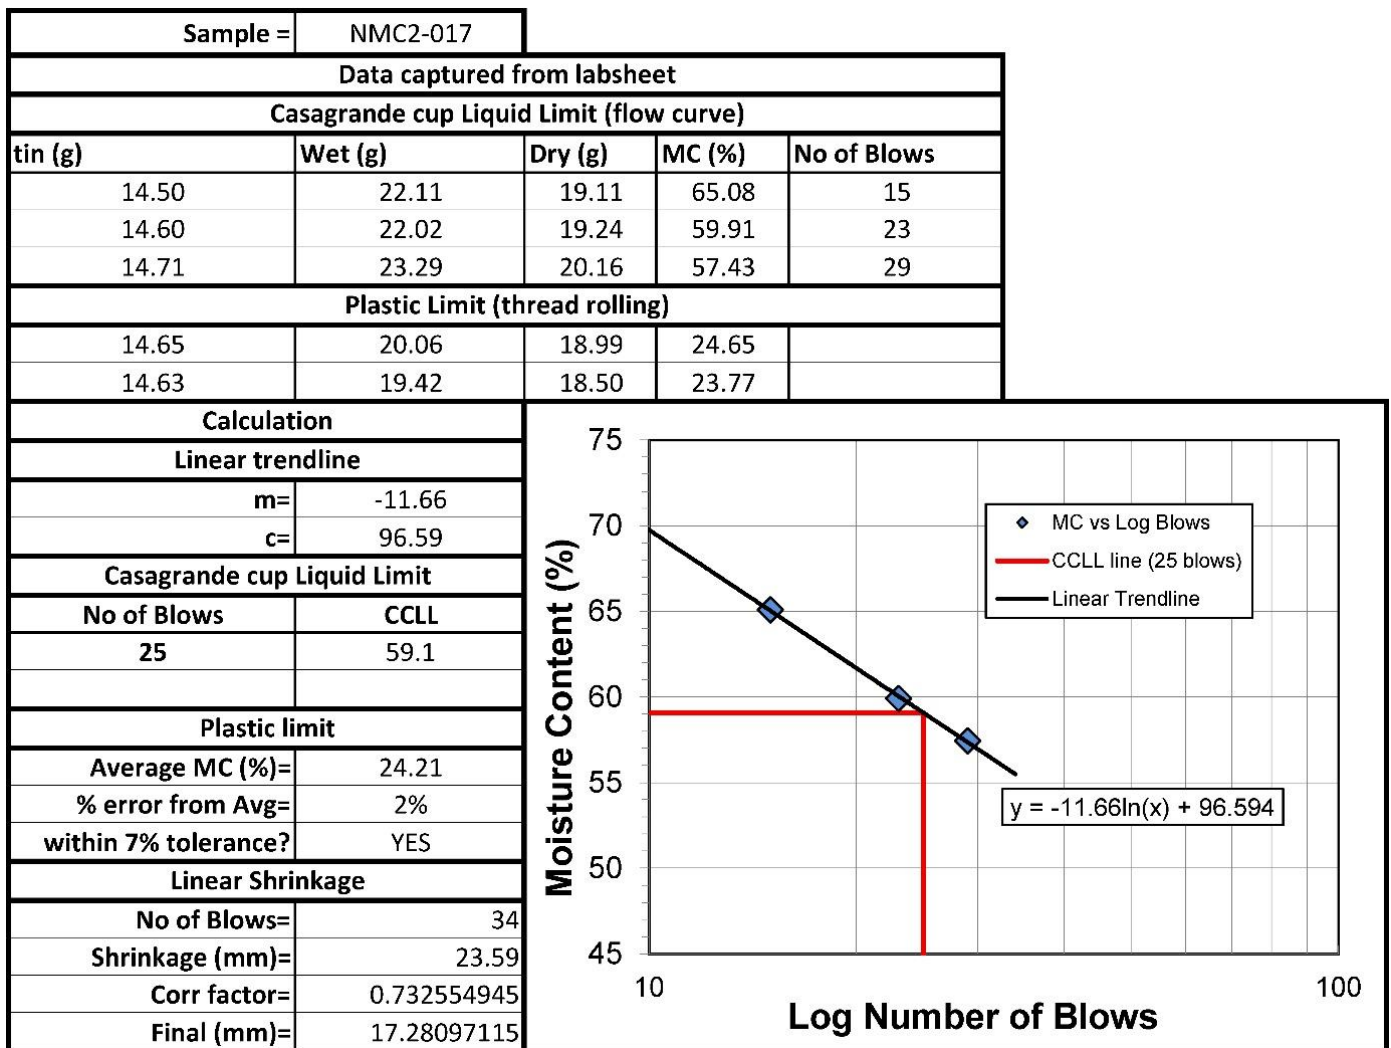 Sample = NMC2-017
Data captured from labsheet
Casagrande cup Liquid Limit (flow curve)
tin (g) Wet (g) Dry (g) MC (%) No of Blows
14.50 22.11 19.11 65.08 15
14.60 22.02 19.24 59.91 23
14.71 23.29 20.16 57.43 29
Plastic Limit (thread rolling)
14.65 20.06 18.99 24.65
14.63 19.42 18.50 23.77
Calculation
Linear trendline
m= -11.66
c= 96.59
Casagrande cup Liquid Limit
No of Blows CCLL
25 59.1
Plastic limit
Average MC (%)= 24.21
% error from Avg= 2%
within 7% tolerance? YES
Linear Shrinkage
No of Blows= 34
Shrinkage (mm)= 23.59
Corr factor= 0.732554945
Final (mm)= 17.28097115
Moisture Content (%)
75
70
65
60
55
50
45
MC vs Log Blows
CCLL line (25 blows)
Linear Trendline
y = -11.66ln(x) + 96.594
10 100
Log Number of Blows